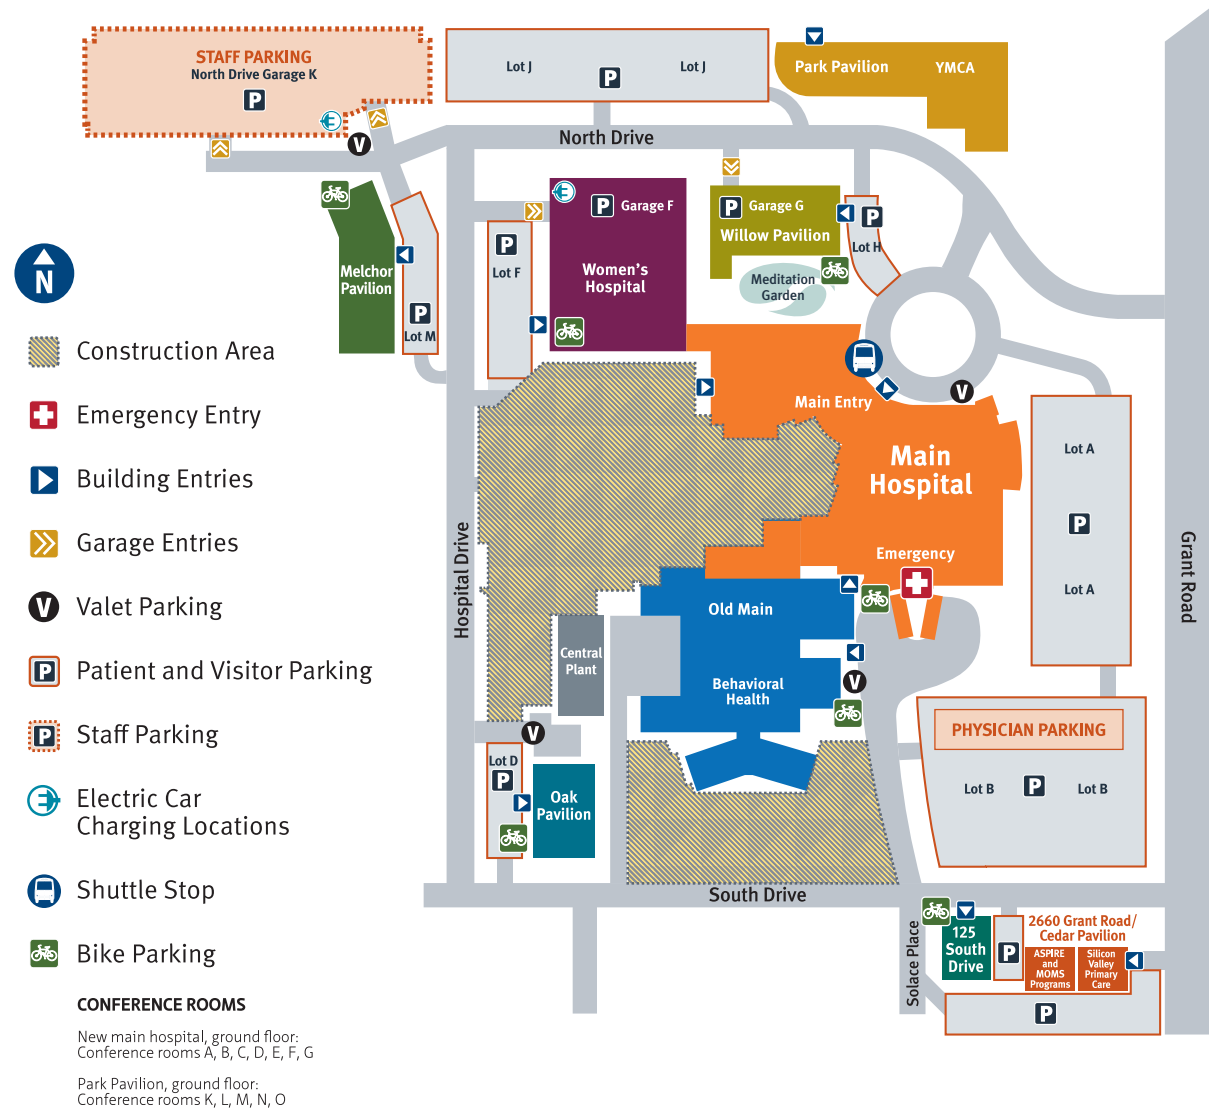 STAFF PARKING
North Drive Garage K
P
Lot J
P
Lot J
Park Pavilion
YMCA
V
North Drive
P
Garage F
P
Garage G
Willow Pavilion
P
Lot H
P
Lot F
Women's
Hospital
Meditation
Garden
Melchor
Pavilion
P
Lot M
N
Construction Area
Emergency Entry
Building Entries
Garage Entries
V
Valet Parking
P
Patient and Visitor Parking
P
Staff Parking
Electric Car
Charging Locations
Shuttle Stop
Bike Parking
CONFERENCE ROOMS
New main hospital, ground floor:
Conference rooms A, B, C, D, E, F, G
Park Pavilion, ground floor:
Conference rooms K, L, M, N, O
Main Entry
V
Main
Hospital
Emergency
Lot A
P
Lot A
Grant Road
Hospital Drive
Old Main
Central
Plant
Behavioral
Health
V
V
Lot D
P
Oak
Pavilion
PHYSICIAN PARKING
Lot B
P
Lot B
South Drive
Solace Place
125
South
Drive
P
2660 Grant Road/
Cedar Pavilion
ASPIRE
and
MOMS
Programs
Silicon
Valley
Primary
Care
P